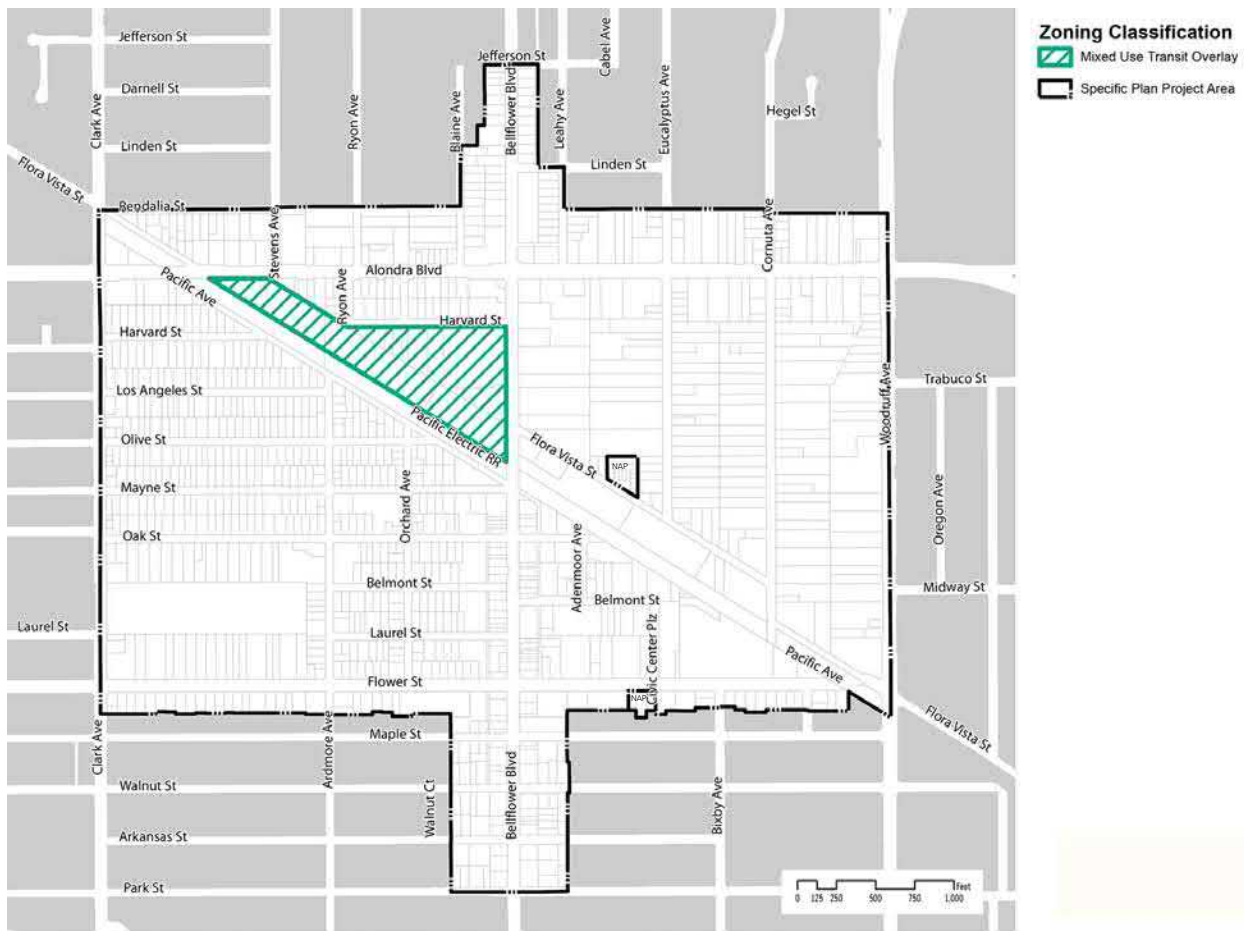 Zoning Classification
Mixed Use Transit Overlay
Specific Plan Project Area
Jefferson St
Jefferson St
Cabel Ave
Darnell St
Clark Ave
Ryon Ave
Blaine Ave
Bellflower Blvd
Leahy Ave
Eucalyptus Ave
Hegel St
Linden St
Linden St
Flora Vista St
Bendalia St
Stevens Ave
Cornuta Ave
Alondra Blvd
Pacific Ave
Ryon Ave
Harvard St
Harvard St
Los Angeles St
Trabuco St
Woodruff Ave
Olive St
Pacific Electric RR
Flora Vista St
NAP
Mayne St
Orchard Ave
Oregon Ave
Oak St
Adenmoor Ave
Belmont St
Belmont St
Midway St
Laurel St
Laurel St
Civic Center Plz
Pacific Ave
Flower St
NAP
Flora Vista St
Clark Ave
Ardmore Ave
Maple St
Bellflower Blvd
Walnut St
Walnut Ct
Bixby Ave
Arkansas St
Park St
0 125 250 500 750 1,000 Feet